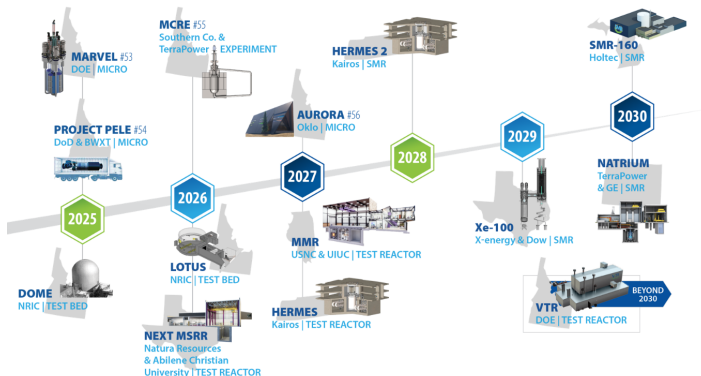 MARVEL #53
DOE | MICRO
PROJECT PELE #54
DoD & BWXT | MICRO
2025
DOME
NRIC | TEST BED
MCRE #55
Southern Co. &
TerraPower | EXPERIMENT
2026
LOTUS
NRIC | TEST BED
NEXT MSRR
Natura Resources
& Abilene Christian
University | TEST REACTOR
AURORA #56
Oklo | MICRO
2027
MMR
USNC & UIUC | TEST REACTOR
HERMES
Kairos | TEST REACTOR
HERMES 2
Kairos | SMR
2028
2029
Xe-100
X-energy & Dow | SMR
SMR-160
Holtec | SMR
2030
NATRIUM
TerraPower
& GE | SMR
VTR
DOE | TEST REACTOR
BEYOND
2030